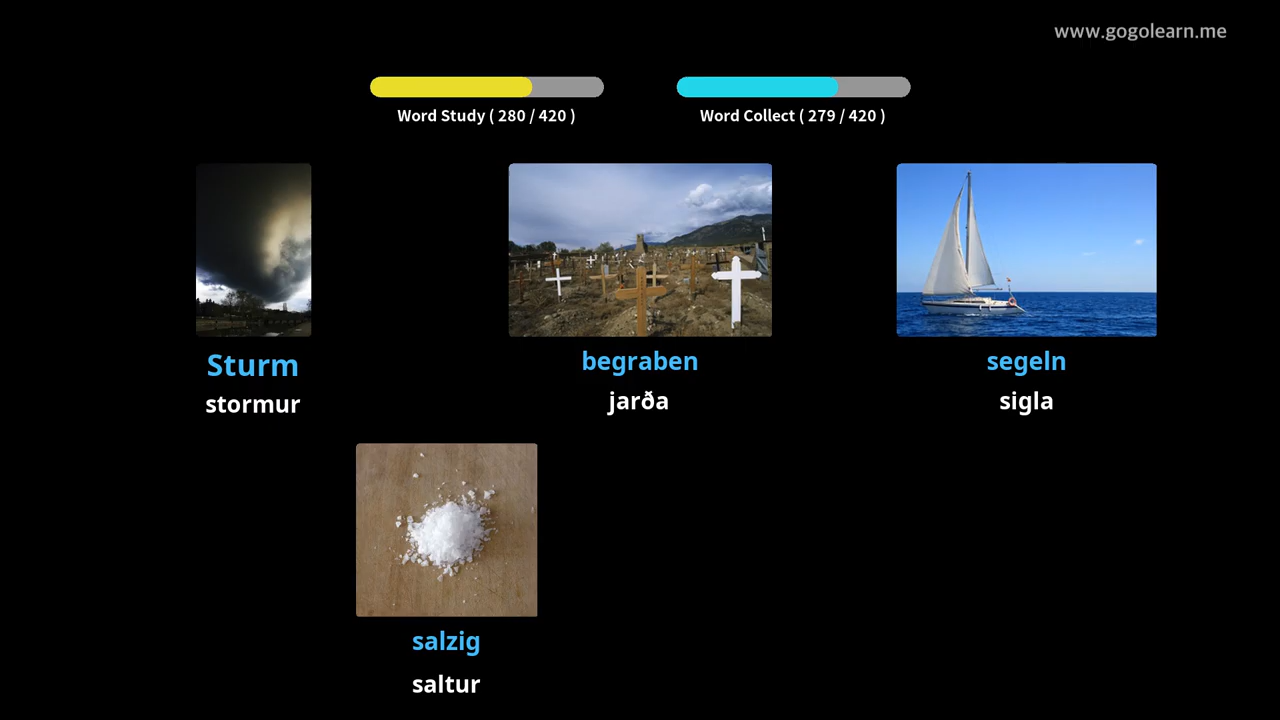 www.gogolearn.me
Word Study ( 280 / 420 )
Word Collect ( 279 / 420 )
Sturm
stormur
begraben
jarða
segeln
sigla
salzig
saltur